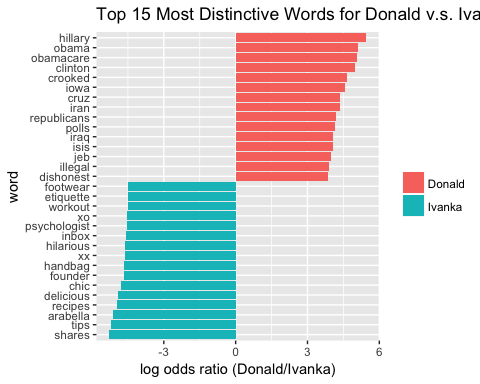 Top 15 Most Distinctive Words for Donald v.s. Iva
hillary
obama
obamacare
clinton
crooked
iowa
cruz
iran
republicans
polls
iraq
isis
jeb
illegal
dishonest
footwear
etiquette
workout
xo
psychologist
inbox
hilarious
xx
handbag
founder
chic
delicious
recipes
arabella
tips
shares
word
-3 0 3 6
log odds ratio (Donald/Ivanka)
Donald
Ivanka